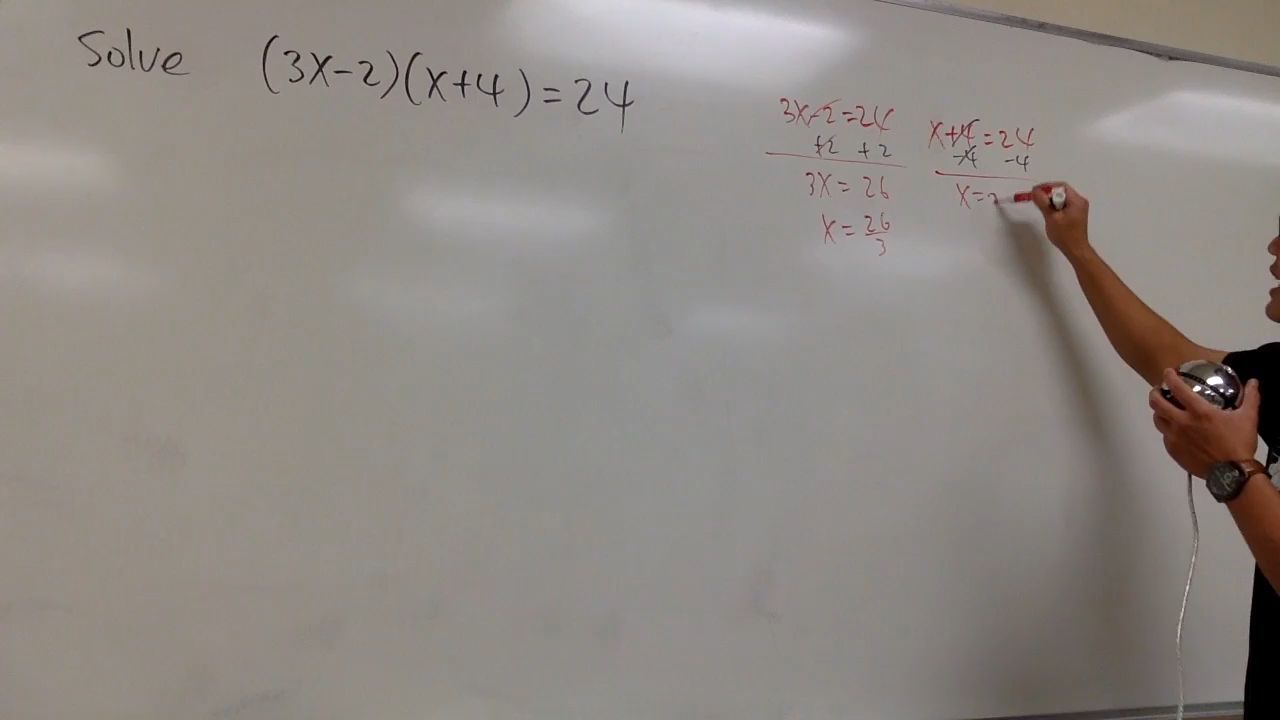 Solve (3x-2)(x+4)=24
3x-2=24
+2 +2
3x=26
x=26/3
x+4=24
-4 -4
x=